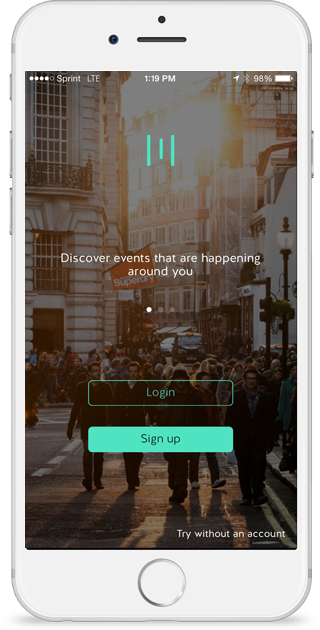 Sprint LTE 1:19 PM 98%
Discover events that are happening
around you
Superdry
Login
Sign up
Try without an account